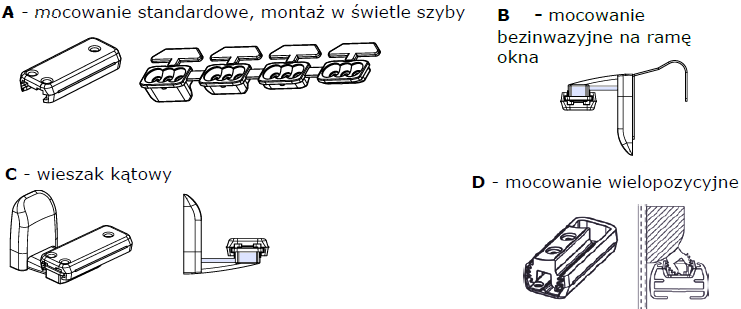 A - mocowanie standardowe, montaż w świetle szyby
B - mocowanie
bezinwazyjne na ramę
okna
C - wieszak kątowy
D - mocowanie wielopozycyjne